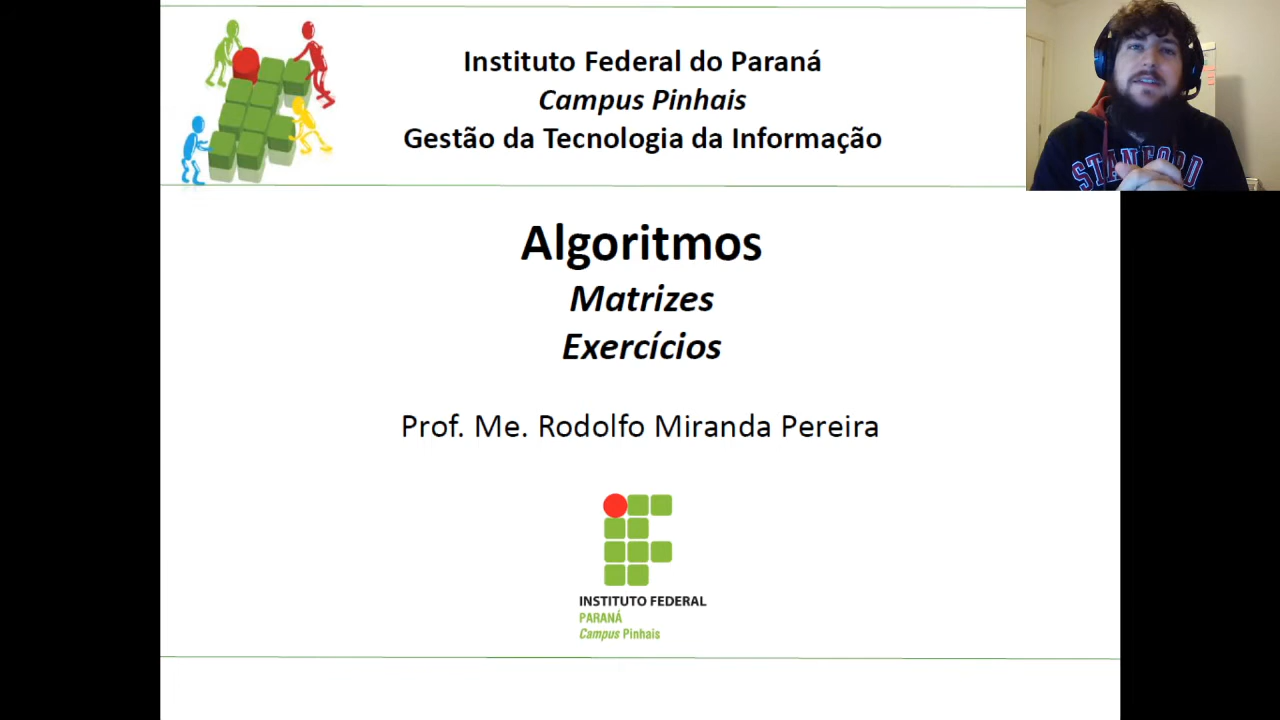 Instituto Federal do Paraná
Campus Pinhais
Gestão da Tecnologia da Informação
STANFORD
Algoritmos
Matrizes
Exercícios
Prof. Me. Rodolfo Miranda Pereira
INSTITUTO FEDERAL
PARANÁ
Campus Pinhais